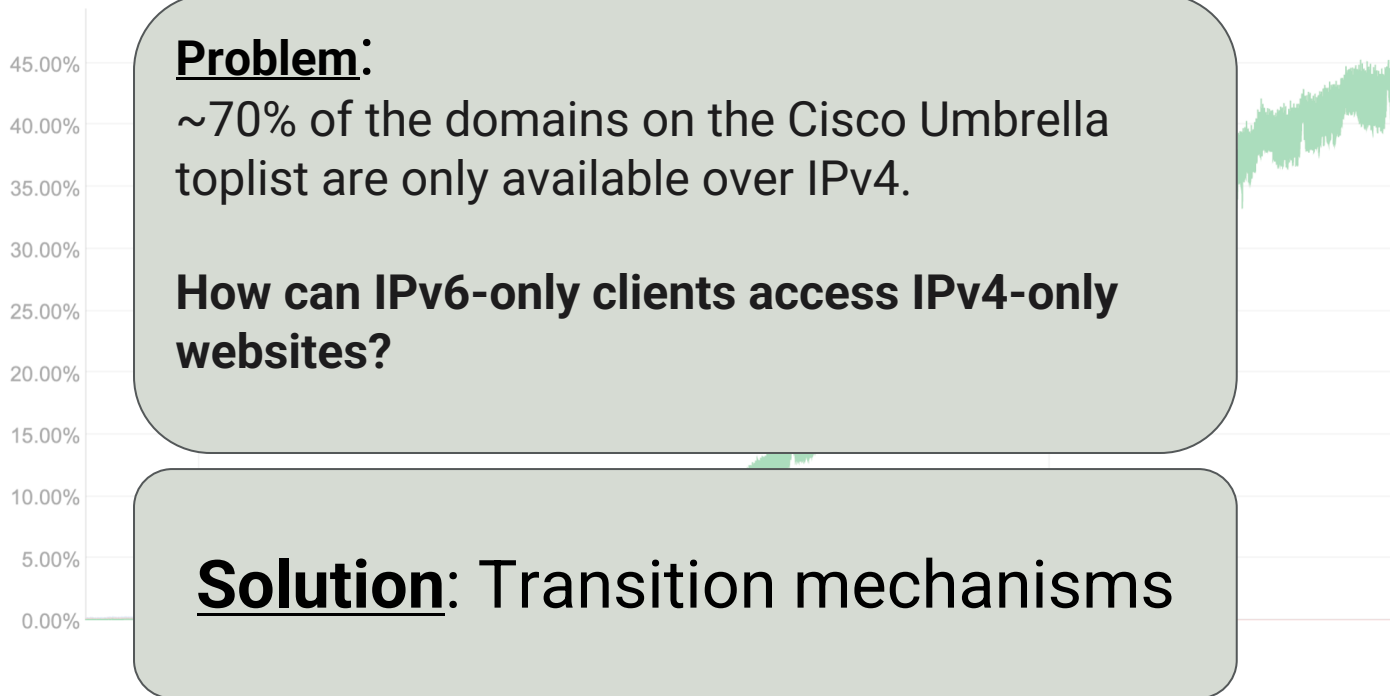 Problem:
~70% of the domains on the Cisco Umbrella
toplist are only available over IPv4.
How can IPv6-only clients access IPv4-only
websites?
Solution: Transition mechanisms
45.00%
40.00%
35.00%
30.00%
25.00%
20.00%
15.00%
10.00%
5.00%
0.00%